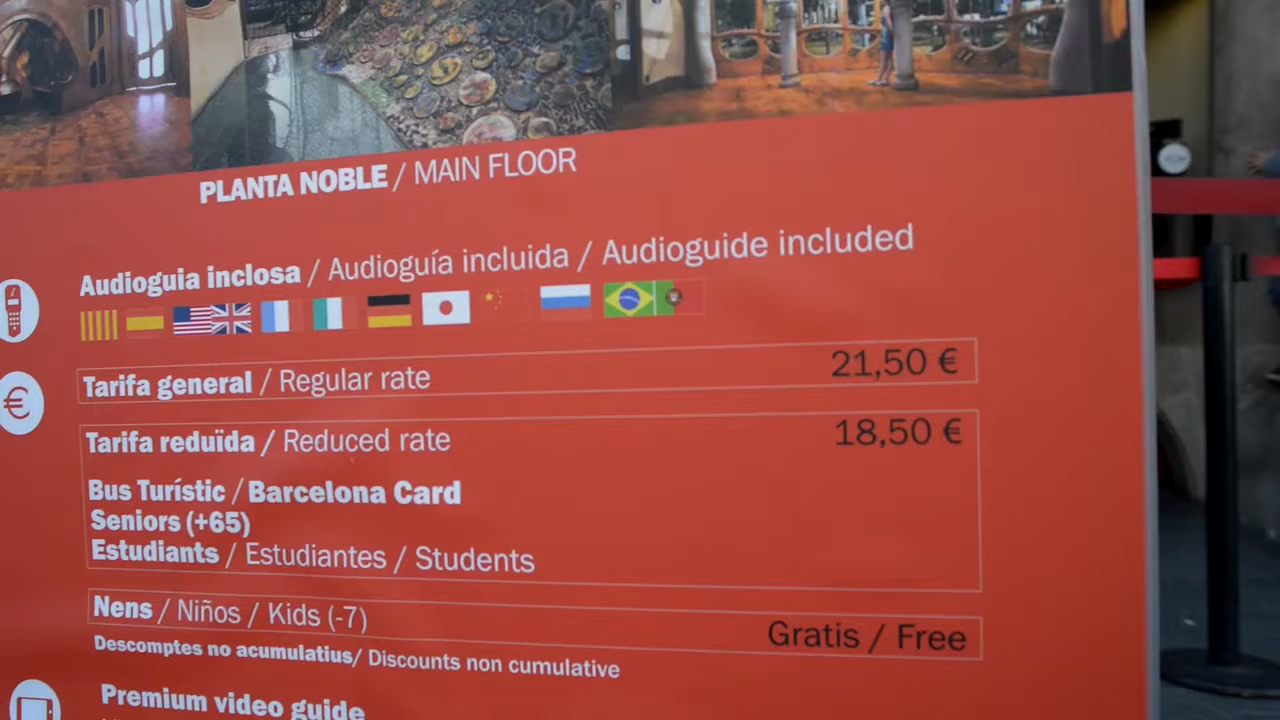 PLANTA NOBLE / MAIN FLOOR
Audioguia inclosa / Audioguía incluida / Audioguide included
Tarifa general / Regular rate 21,50 €
Tarifa reduïda / Reduced rate 18,50 €
Bus Turístic / Barcelona Card
Seniors (+65)
Estudiants / Estudiantes / Students
Nens / Niños / Kids (-7) Gratis / Free
Descomptes no acumulatius/ Discounts non cumulative
Premium video guide